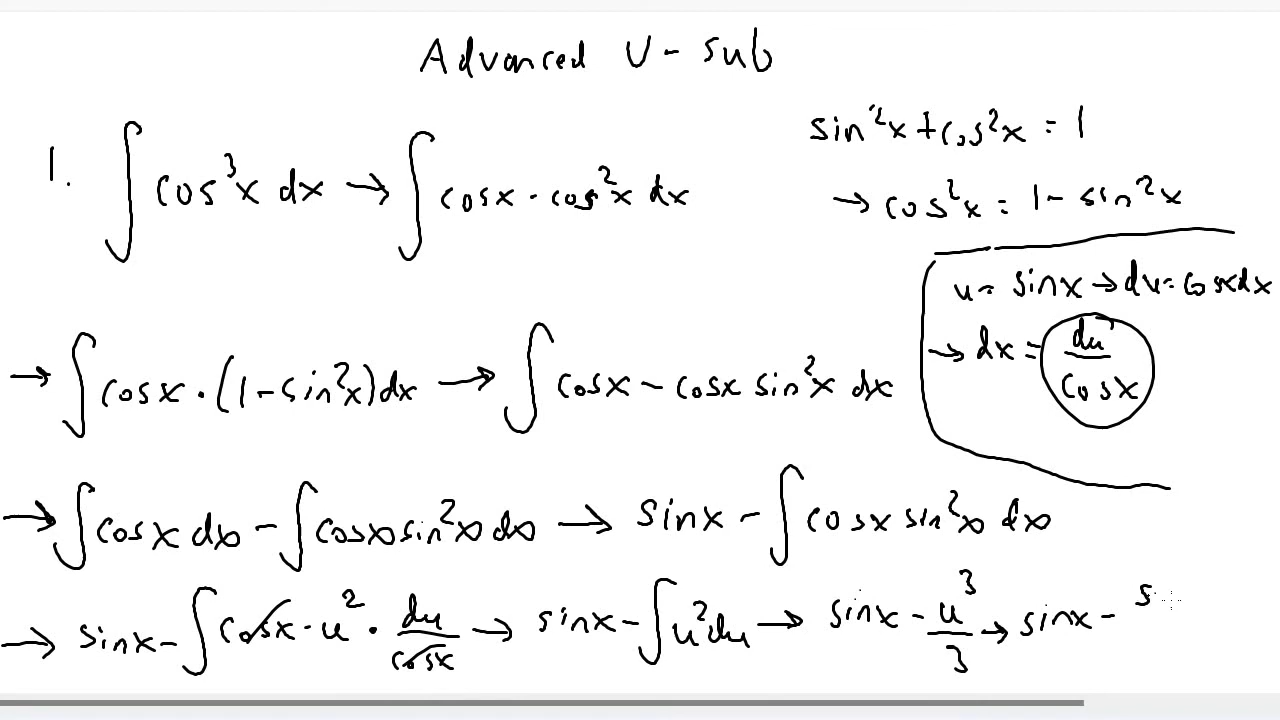 Advanced U-sub
sin²x + cos²x = 1
1. ∫ cos³x dx → ∫ cosx · cos²x dx
→ cos²x = 1 - sin²x
u = sinx → du = cosxdx
→ dx = du/cosx
→ ∫ cosx · (1 - sin²x)dx → ∫ cosx - cosx sin²x dx
→ ∫ cosx dx - ∫ cosx sin²x dx → sinx - ∫ cosx sin²x dx
→ sinx - ∫ cosx · u² · du/cosx → sinx - ∫ u²du → sinx - u³/3 → sinx - s